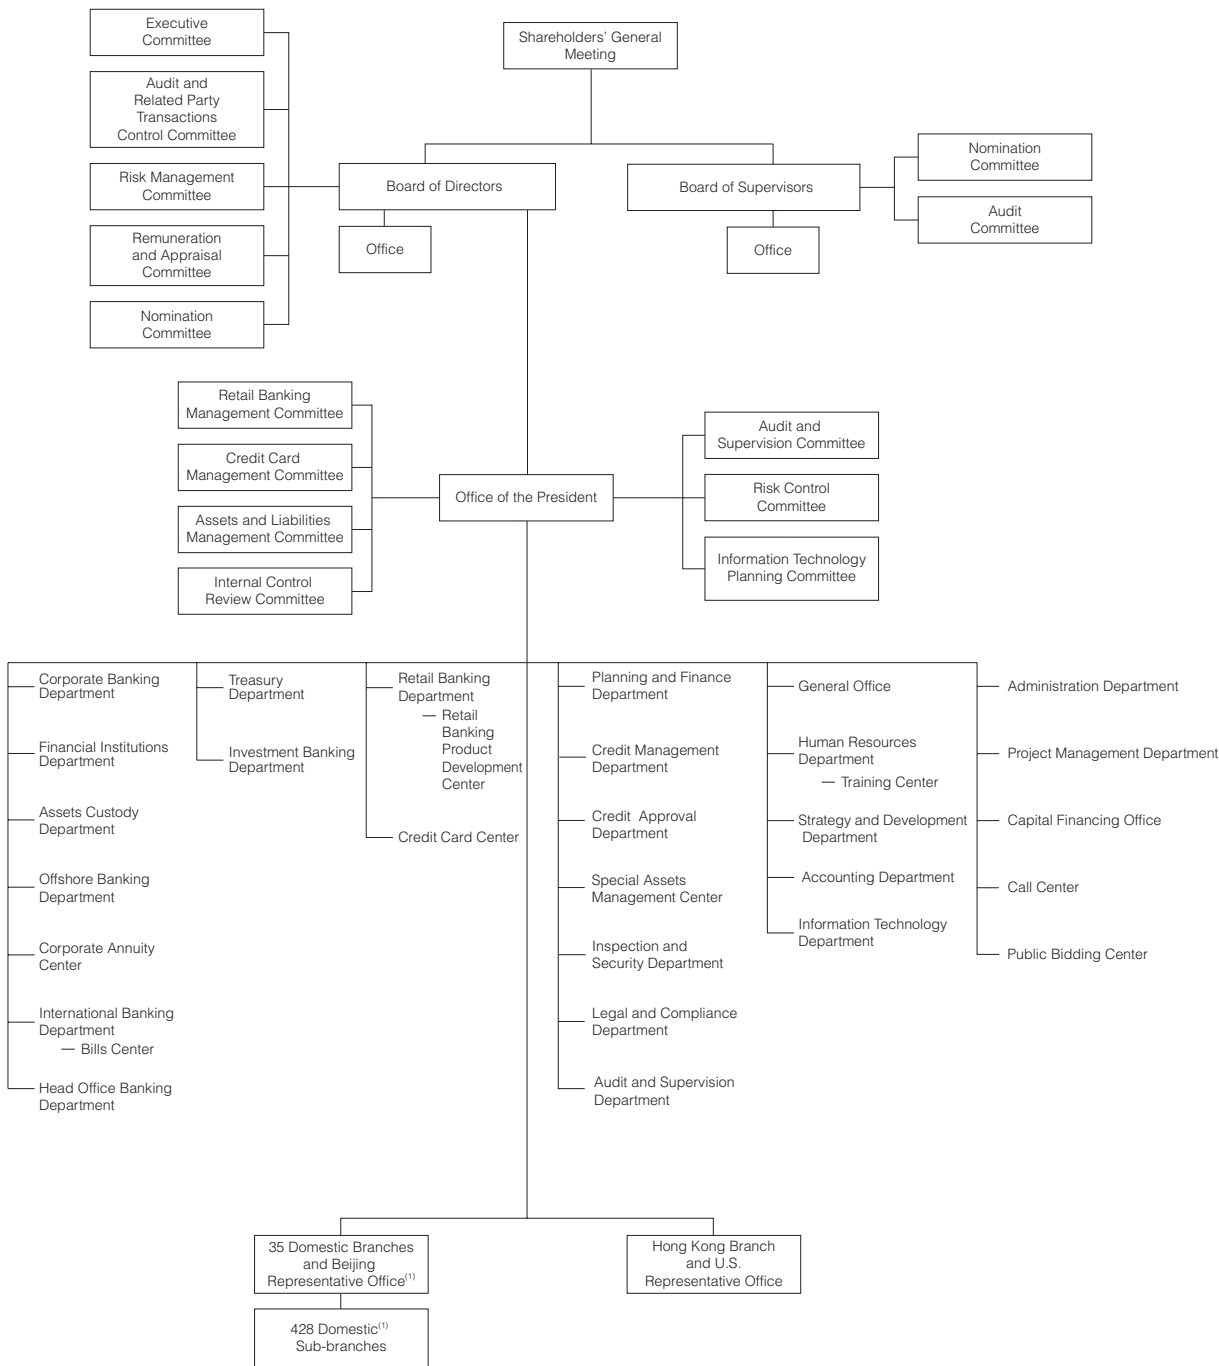 Executive
Committee
Shareholders’ General
Meeting
Audit and
Related Party
Transactions
Control Committee
Nomination
Committee
Risk Management
Committee
Board of Directors
Board of Supervisors
Audit
Committee
Remuneration
and Appraisal
Committee
Office
Office
Nomination
Committee
Retail Banking
Management Committee
Audit and
Supervision Committee
Credit Card
Management Committee
Office of the President
Risk Control
Committee
Assets and Liabilities
Management Committee
Information Technology
Planning Committee
Internal Control
Review Committee
Corporate Banking
Department
Financial Institutions
Department
Assets Custody
Department
Offshore Banking
Department
Corporate Annuity
Center
International Banking
Department
— Bills Center
Head Office Banking
Department
Treasury
Department
Investment Banking
Department
Retail Banking
Department
— Retail
Banking
Product
Development
Center
Credit Card Center
Planning and Finance
Department
Credit Management
Department
Credit Approval
Department
Special Assets
Management Center
Inspection and
Security Department
Legal and Compliance
Department
Audit and Supervision
Department
General Office
Human Resources
Department
— Training Center
Strategy and Development
Department
Accounting Department
Information Technology
Department
Administration Department
Project Management Department
Capital Financing Office
Call Center
Public Bidding Center
35 Domestic Branches
and Beijing
Representative Office(1)
Hong Kong Branch
and U.S.
Representative Office
428 Domestic(1)
Sub-branches